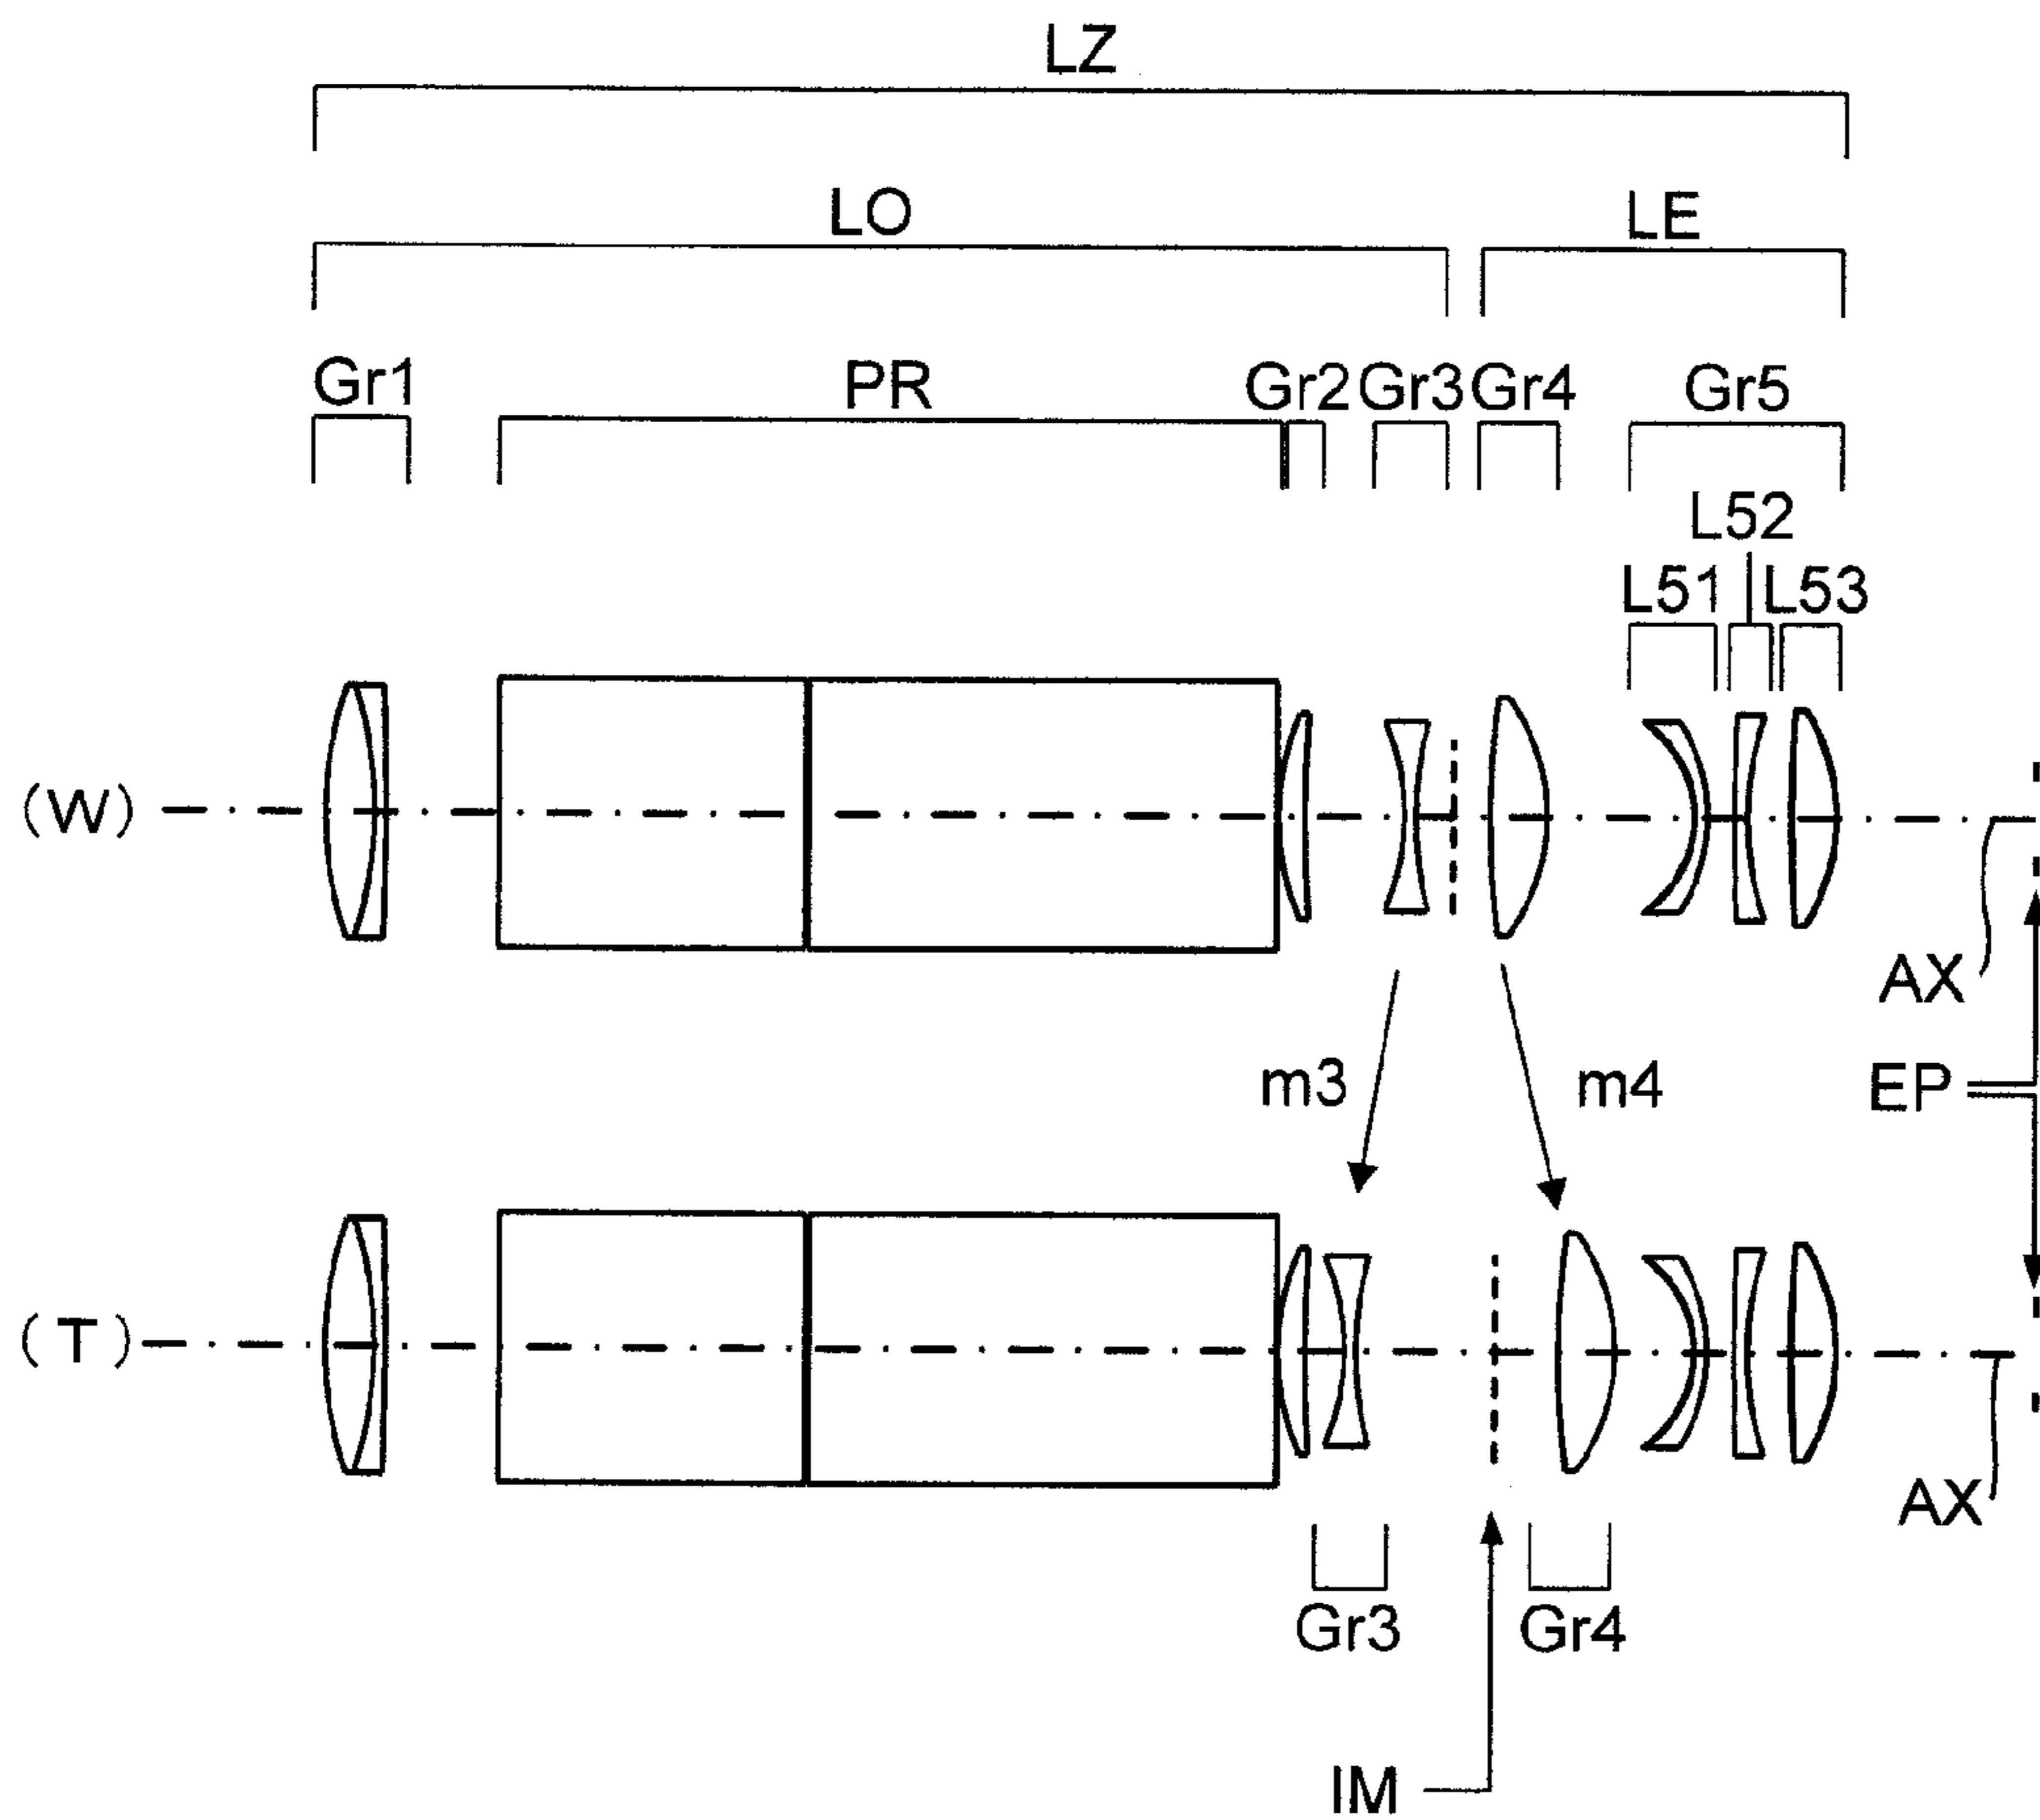 LZ
LO LE
Gr1 PR Gr2 Gr3 Gr4 Gr5
L52
L51 L53
(W)
AX
m3 m4 EP
(T)
AX
Gr3 Gr4
IM